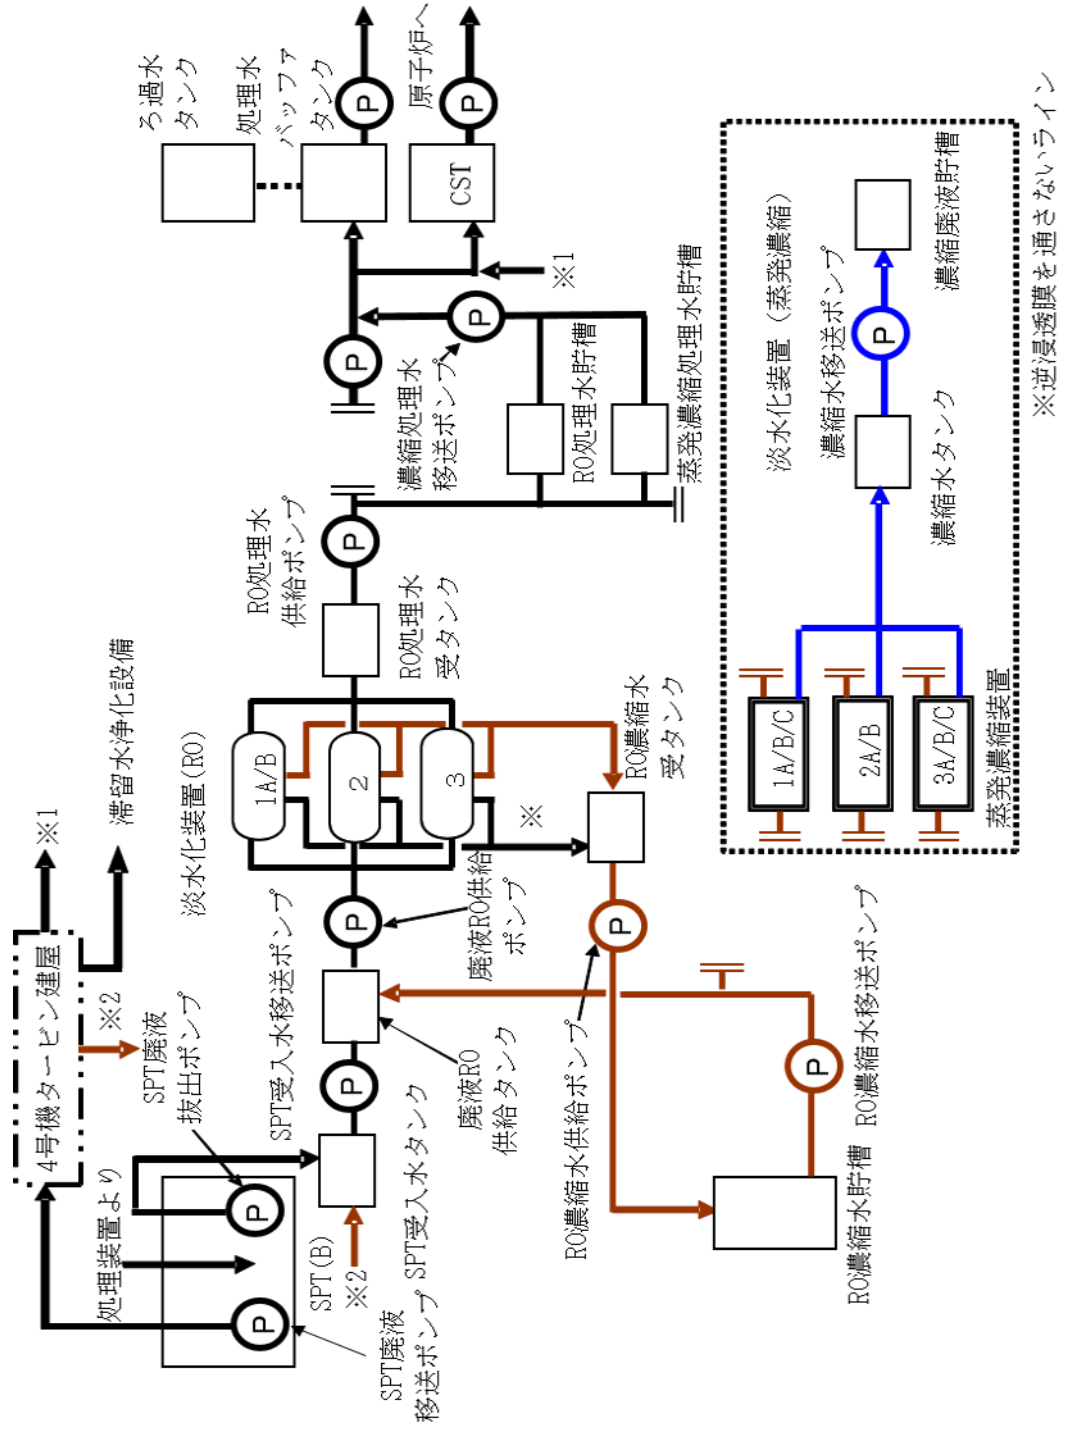 4号機タービン建屋
※1
滞留水浄化設備
※2
処理装置より
SPT廃液
抜出ポンプ
P
P
SPT廃液
移送ポンプ
SPT(B)
※2
SPT受入水タンク
SPT受入水移送ポンプ
P
廃液RO
供給タンク
P
廃液RO供給
ポンプ
淡水化装置(RO)
1A/B
2
3
※
RO処理水
受タンク
RO処理水
供給ポンプ
P
RO濃縮水
受タンク
P
RO濃縮水供給ポンプ
RO濃縮水貯槽
P
RO濃縮水移送ポンプ
RO処理水貯槽
蒸発濃縮処理水貯槽
濃縮処理水
移送ポンプ
P
P
※1
ろ過水
タンク
処理水
バッファ
タンク
P
CST
P
原子炉へ
淡水化装置(蒸発濃縮)
1A/B/C
2A/B
3A/B/C
蒸発濃縮装置
濃縮水タンク
濃縮水移送ポンプ
P
濃縮廃液貯槽
※逆浸透膜を通さないライン